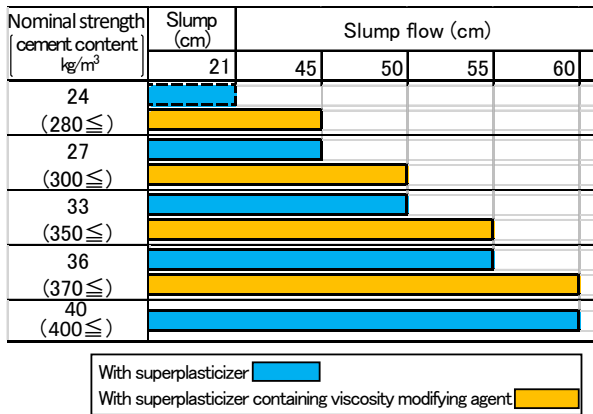 Nominal strength
[cement content]
kg/m³
Slump
(cm)
Slump flow (cm)
21
45
50
55
60
24
(280≦)
27
(300≦)
33
(350≦)
36
(370≦)
40
(400≦)
With superplasticizer
With superplasticizer containing viscosity modifying agent